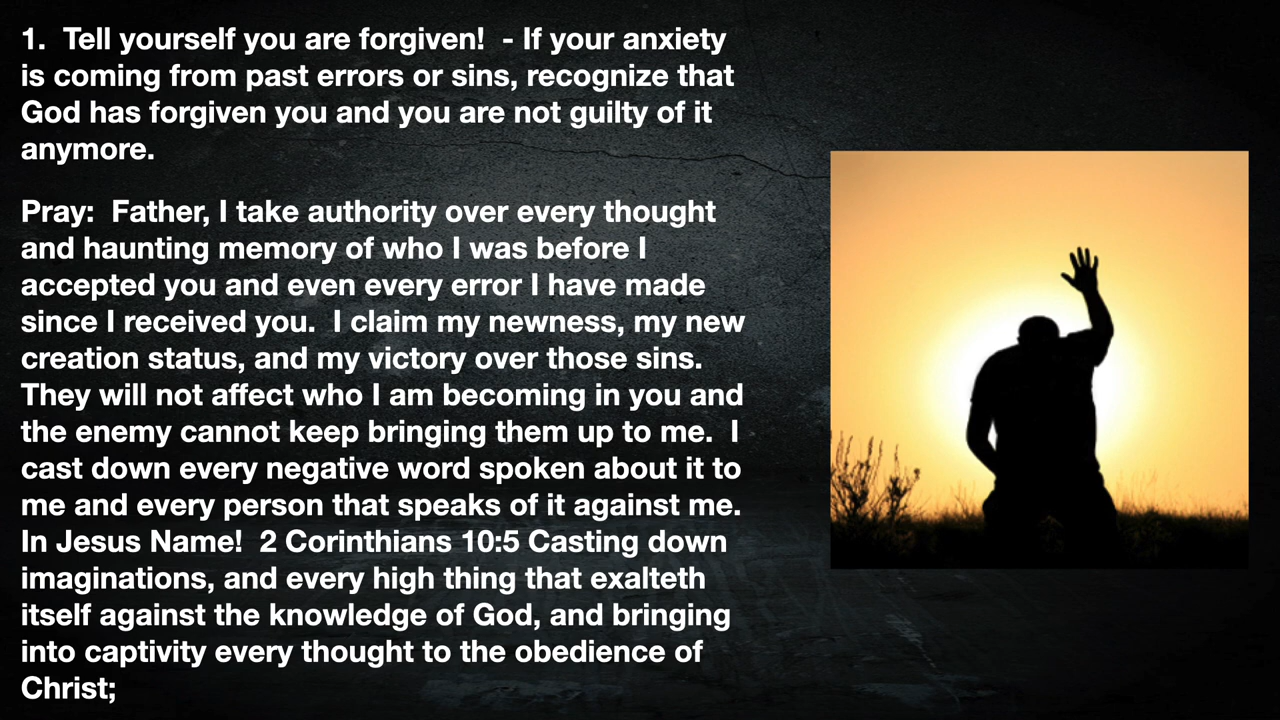 1.  Tell yourself you are forgiven!  - If your anxiety
is coming from past errors or sins, recognize that
God has forgiven you and you are not guilty of it
anymore.
Pray:  Father, I take authority over every thought
and haunting memory of who I was before I
accepted you and even every error I have made
since I received you.  I claim my newness, my new
creation status, and my victory over those sins.
They will not affect who I am becoming in you and
the enemy cannot keep bringing them up to me.  I
cast down every negative word spoken about it to
me and every person that speaks of it against me.
In Jesus Name!  2 Corinthians 10:5 Casting down
imaginations, and every high thing that exalteth
itself against the knowledge of God, and bringing
into captivity every thought to the obedience of
Christ;